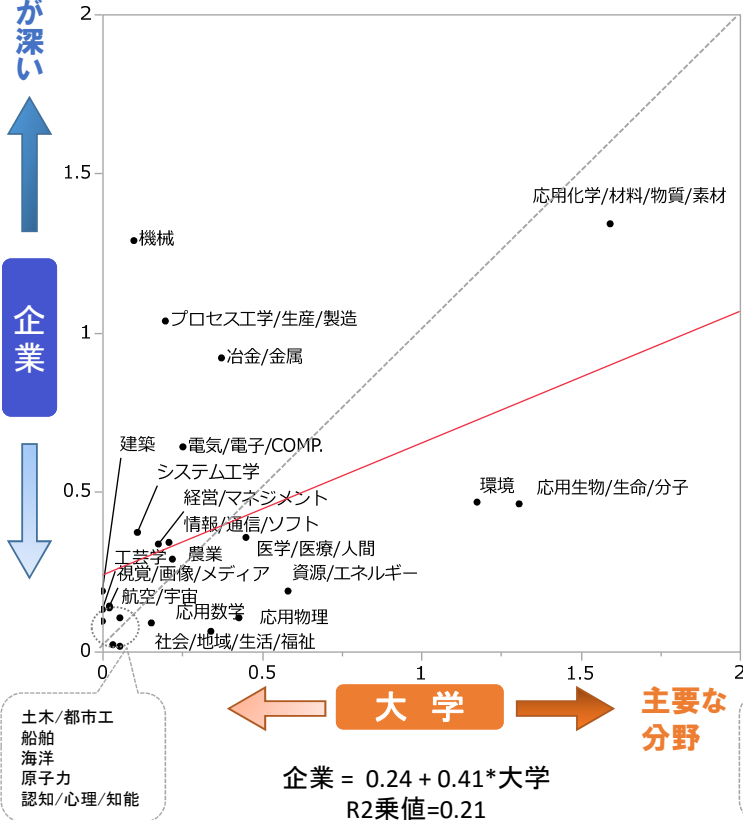 が深い
企業
2
1.5
1
0.5
0
応用化学/材料/物質/素材
機械
プロセス工学/生産/製造
冶金/金属
建築
電気/電子/COMP.
システム工学
経営/マネジメント
環境
応用生物/生命/分子
情報/通信/ソフト
工芸学
農業
医学/医療/人間
視覚/画像/メディア
資源/エネルギー
航空/宇宙
応用数学
応用物理
社会/地域/生活/福祉
0
0.5
1
1.5
2
大 学
主要な
分野
土木/都市工
船舶
海洋
原子力
認知/心理/知能
企業 = 0.24 + 0.41*大学
R2乗値=0.21